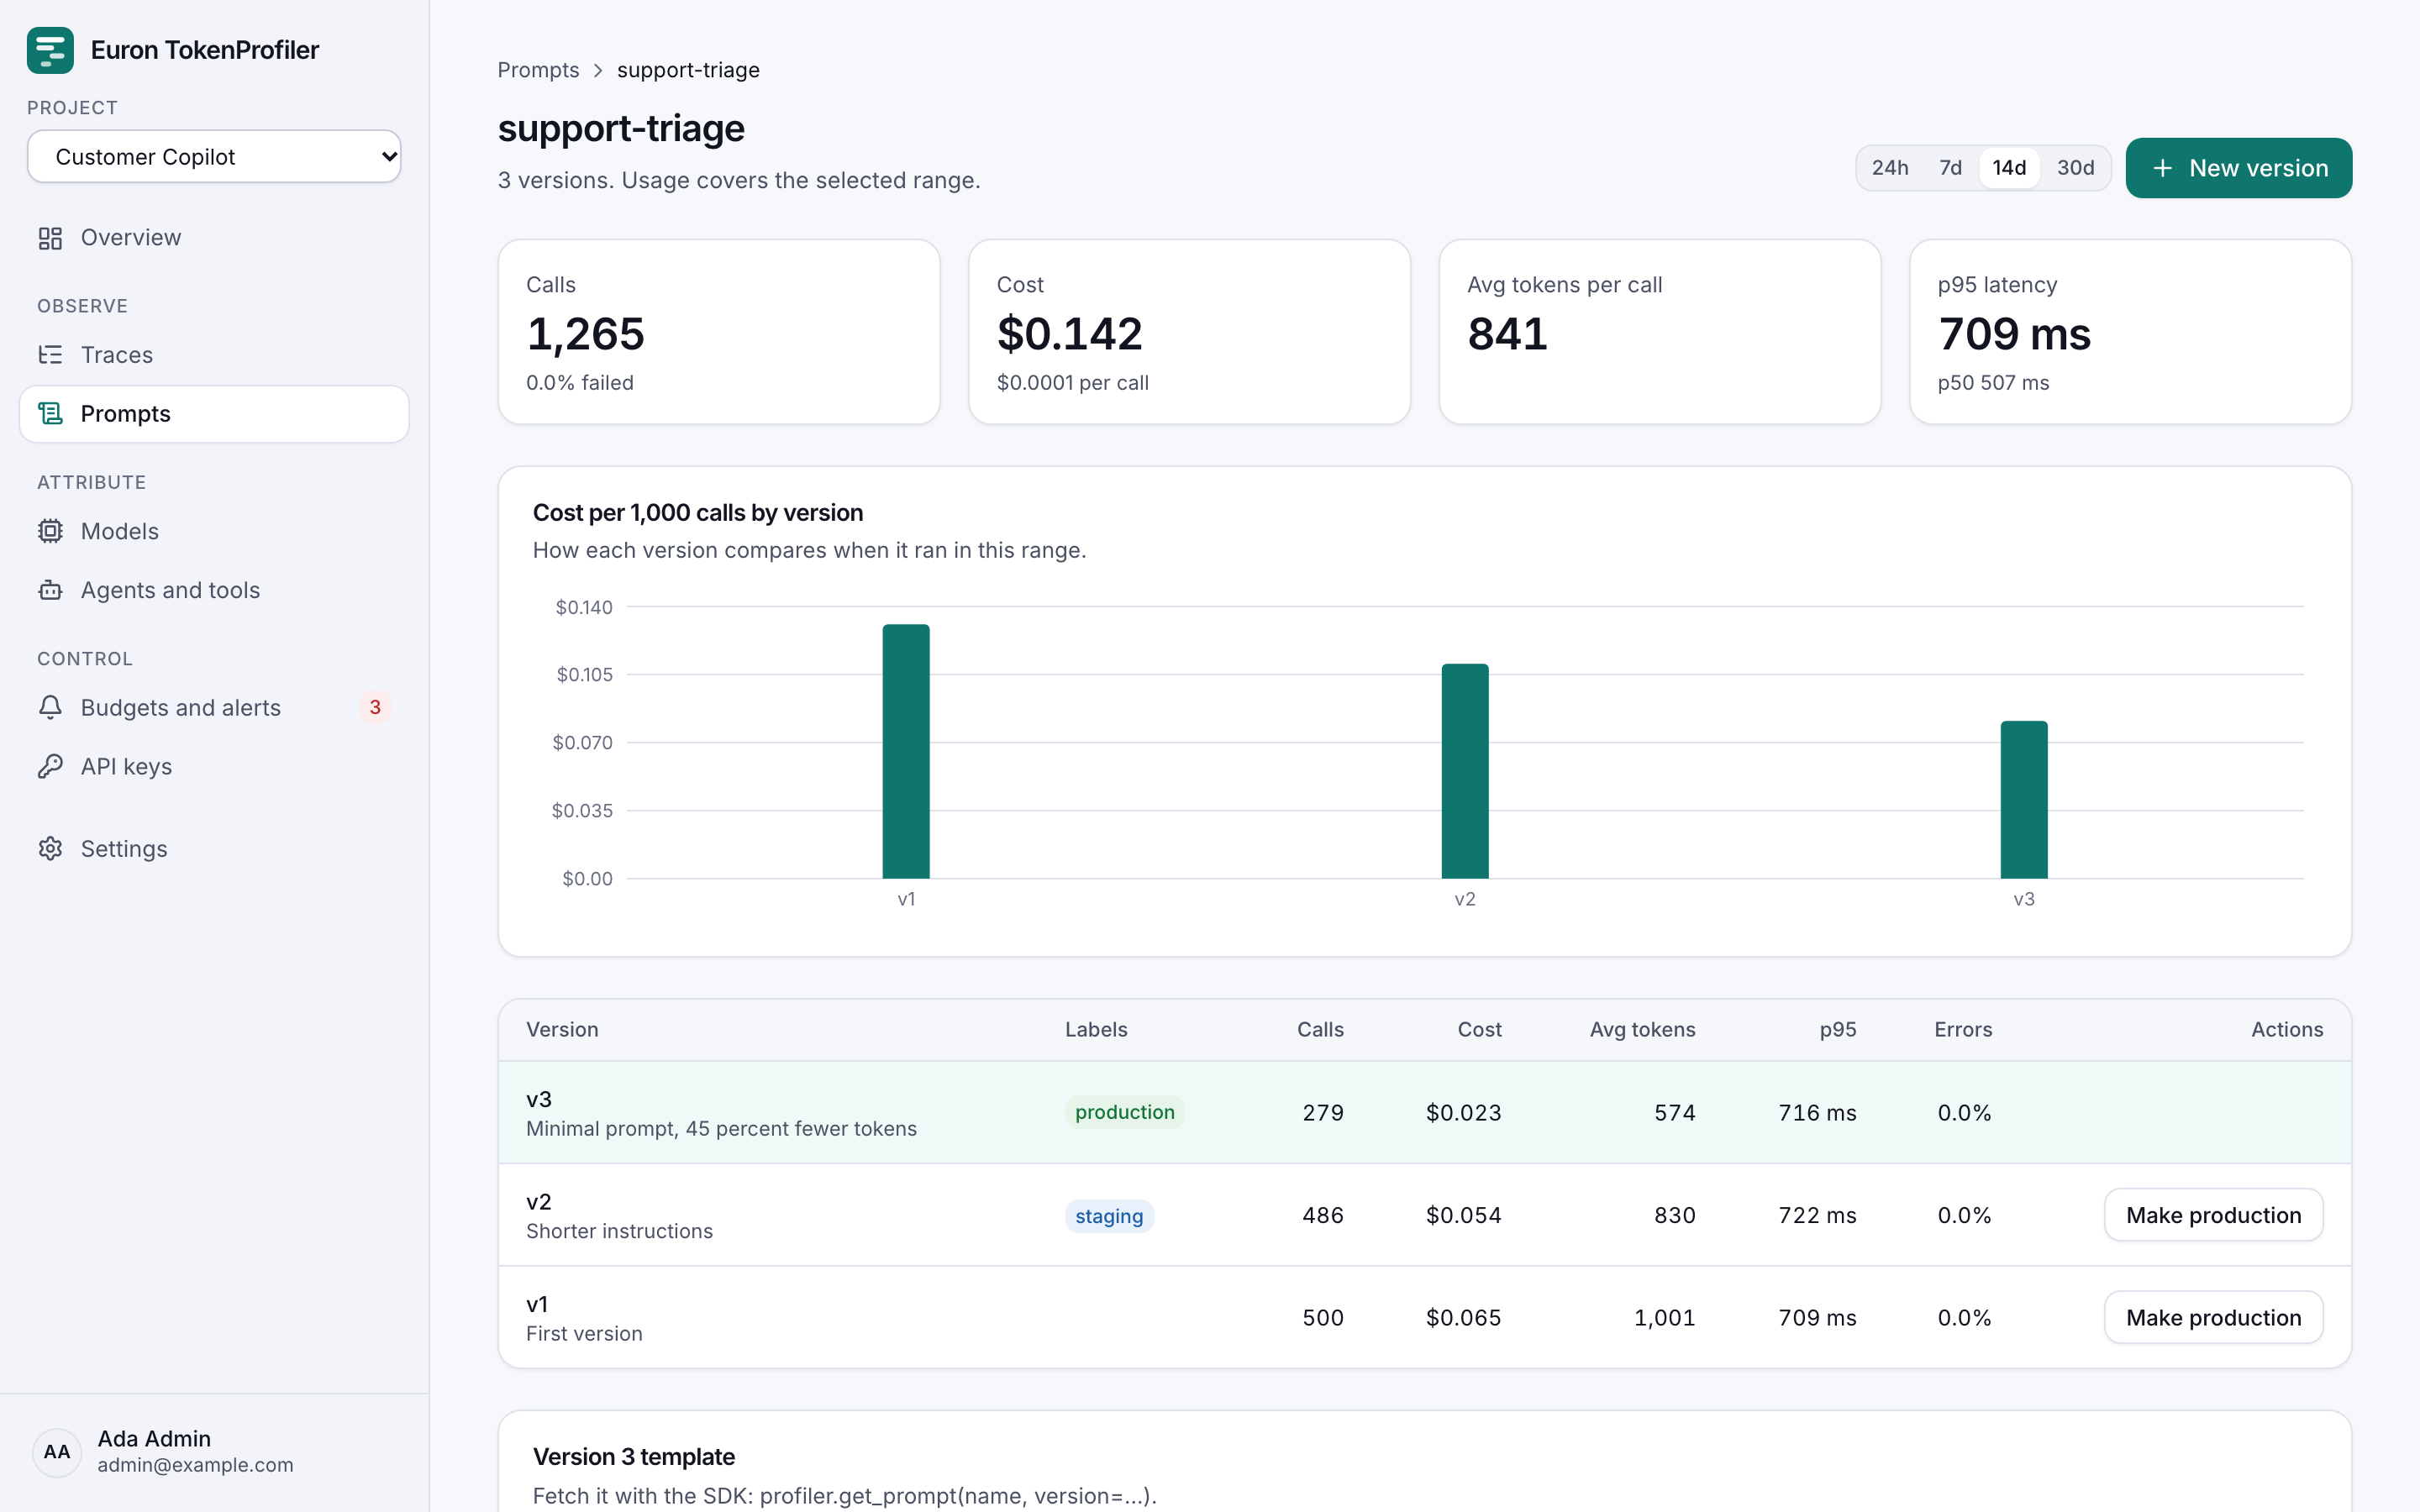 Euron TokenProfiler
PROJECT
Customer Copilot
Overview
OBSERVE
Traces
Prompts
ATTRIBUTE
Models
Agents and tools
CONTROL
Budgets and alerts 3
API keys
Settings
AA
Ada Admin
admin@example.com
Prompts > support-triage
support-triage
3 versions. Usage covers the selected range.
24h 7d 14d 30d
+ New version
Calls
1,265
0.0% failed
Cost
$0.142
$0.0001 per call
Avg tokens per call
841
p95 latency
709 ms
p50 507 ms
Cost per 1,000 calls by version
How each version compares when it ran in this range.
$0.140
$0.105
$0.070
$0.035
$0.00
v1 v2 v3
Version Labels Calls Cost Avg tokens p95 Errors Actions
v3
Minimal prompt, 45 percent fewer tokens
production 279 $0.023 574 716 ms 0.0%
v2
Shorter instructions
staging 486 $0.054 830 722 ms 0.0% Make production
v1
First version
500 $0.065 1,001 709 ms 0.0% Make production
Version 3 template
Fetch it with the SDK: profiler.get_prompt(name, version=...).